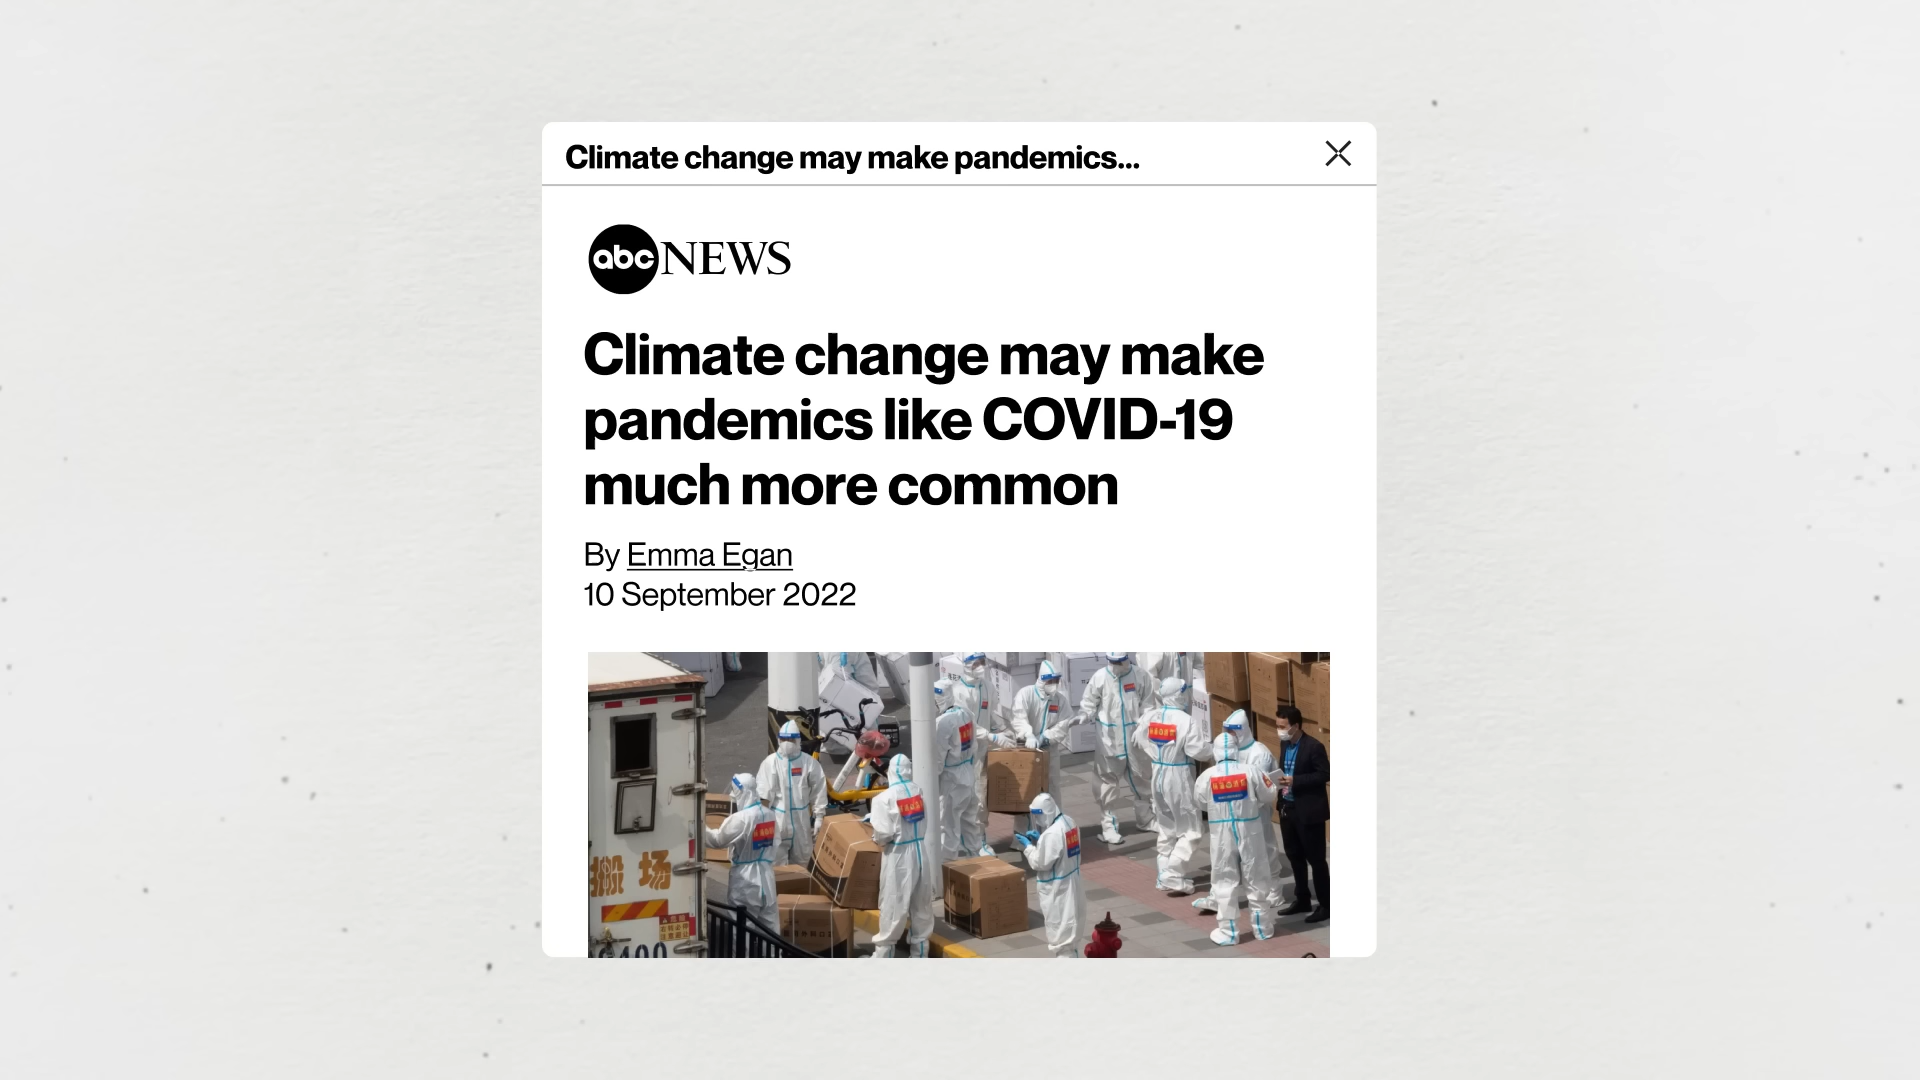 Climate change may make pandemics...
abc NEWS
Climate change may make
pandemics like COVID-19
much more common
By Emma Egan
10 September 2022
搬 场